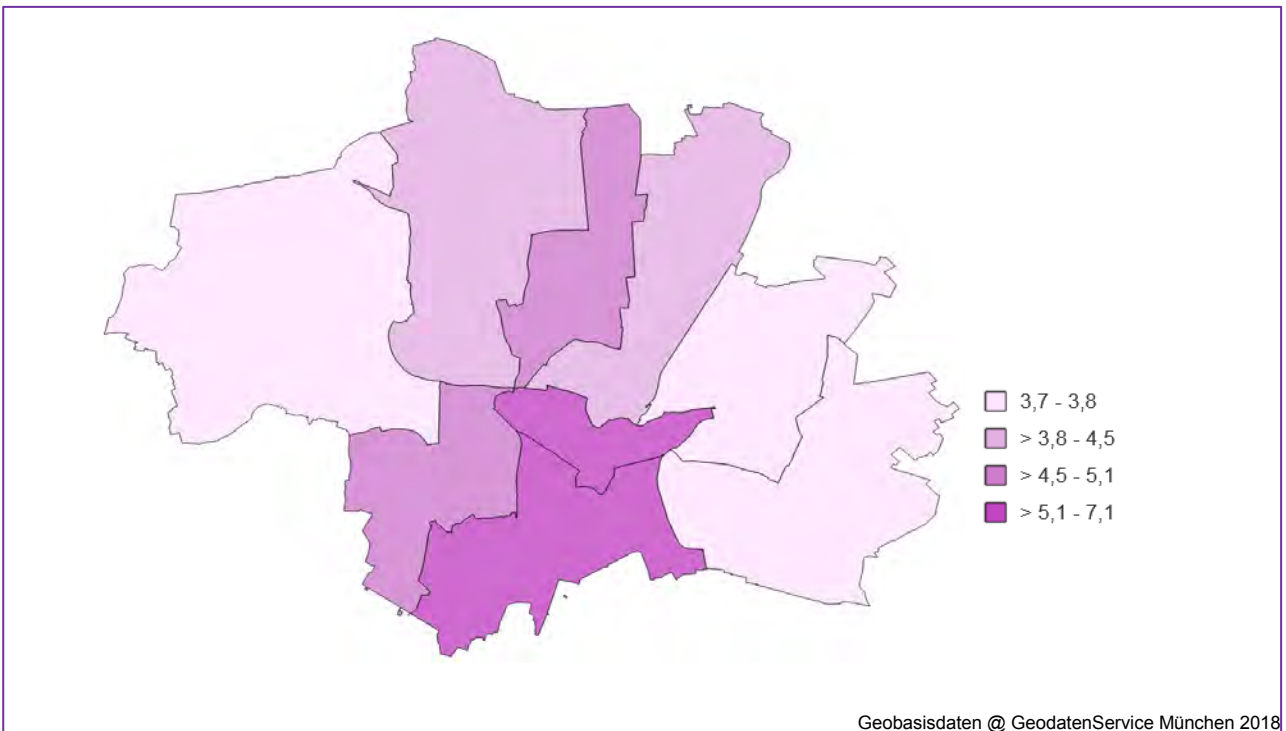 3,7 - 3,8
> 3,8 - 4,5
> 4,5 - 5,1
> 5,1 - 7,1
Geobasisdaten @ GeodatenService München 2018